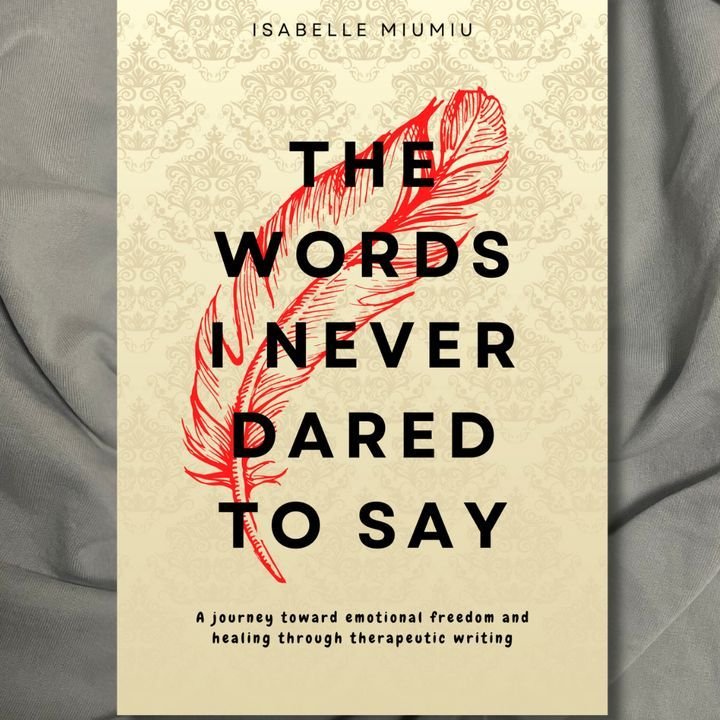 ISABELLE MIUMIU
THE
WORDS
I NEVER
DARED
TO SAY
A journey toward emotional freedom and
healing through therapeutic writing